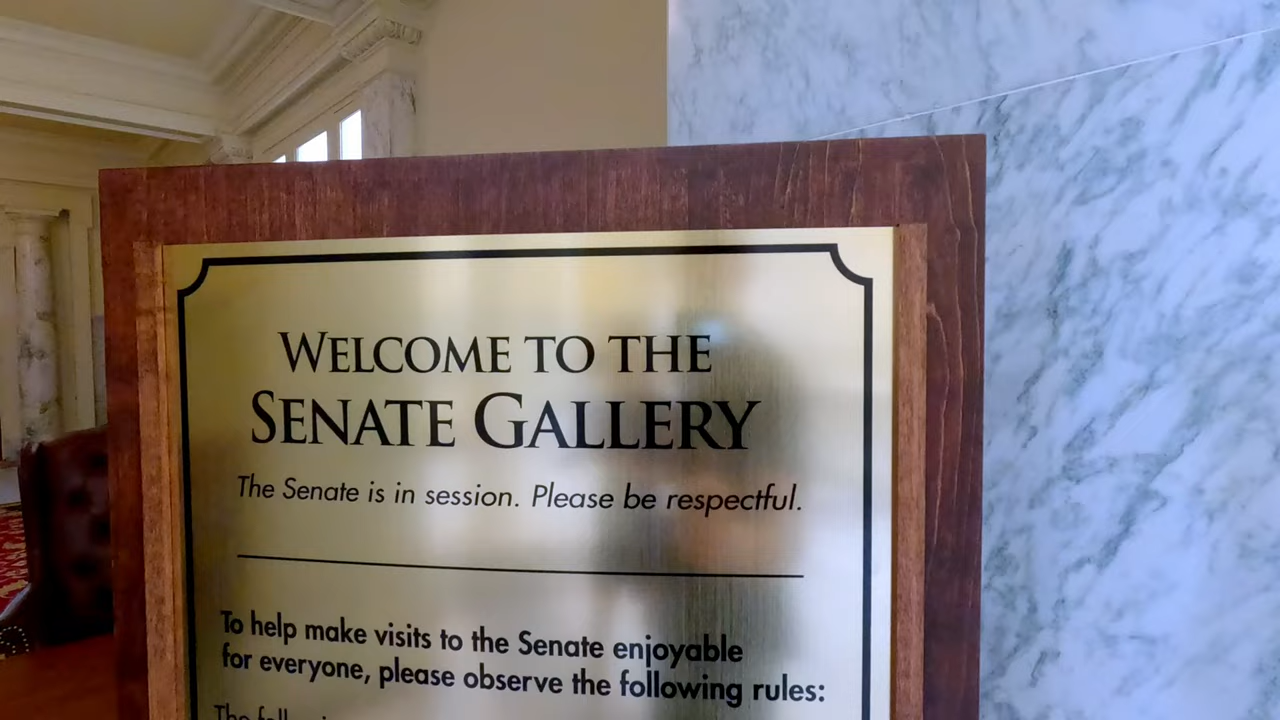 WELCOME TO THE
SENATE GALLERY
The Senate is in session. Please be respectful.
To help make visits to the Senate enjoyable
for everyone, please observe the following rules:
The